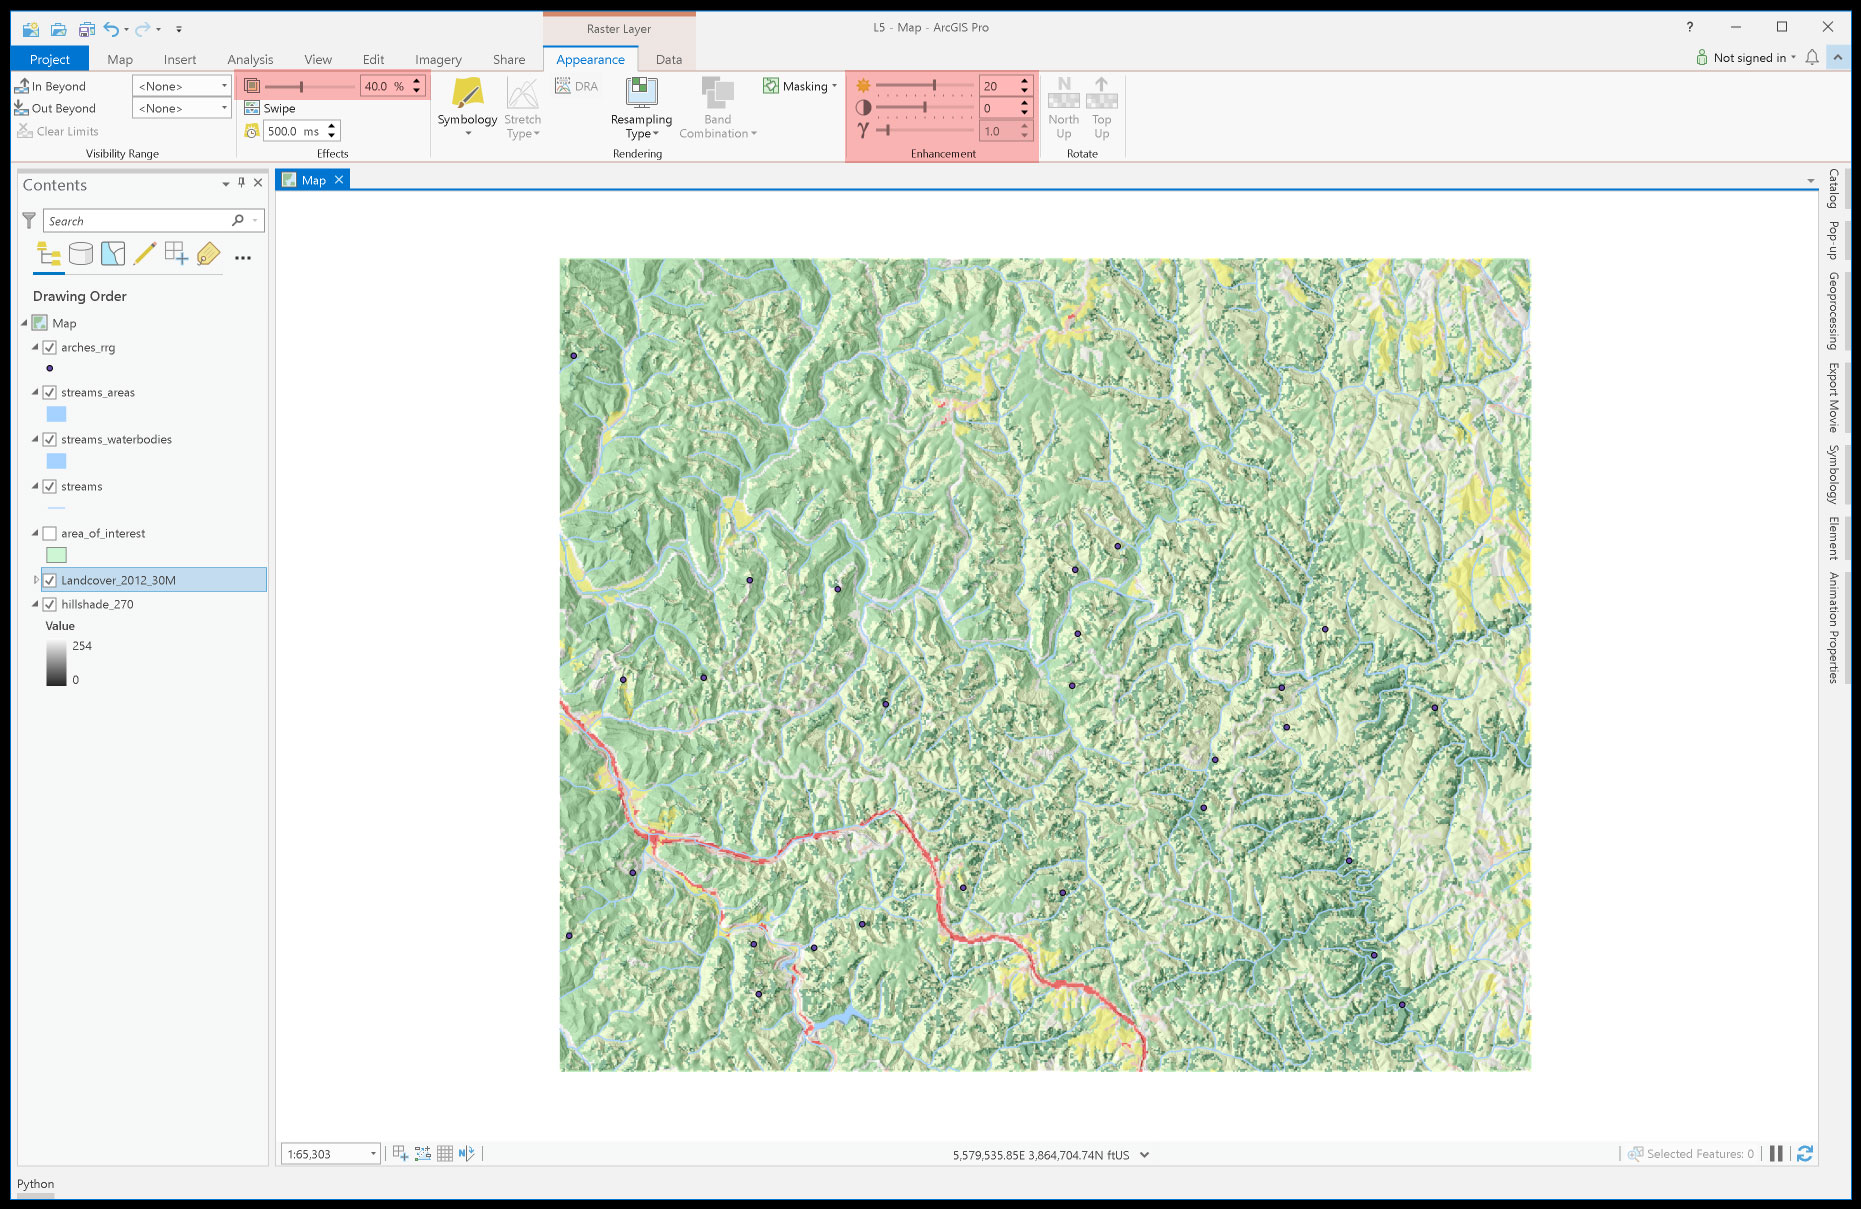 Raster Layer
L5 - Map - ArcGIS Pro
?
Project
Map
Insert
Analysis
View
Edit
Imagery
Share
Appearance
Data
Not signed in
In Beyond
<None>
Out Beyond
<None>
Clear Limits
Visibility Range
40.0 %
Swipe
500.0 ms
Effects
Symbology
Stretch
Type
DRA
Resampling
Type
Band
Combination
Masking
Rendering
20
0
γ
1.0
Enhancement
N
North
Up
Top
Up
Rotate
Contents
Search
Drawing Order
Map
arches_rrg
streams_areas
streams_waterbodies
streams
area_of_interest
Landcover_2012_30M
hillshade_270
Value
254
0
Map
Catalog
Pop-up
Geoprocessing
Export Movie
Symbology
Element
Animation Properties
1:65,303
5,579,535.85E 3,864,704.74N ftUS
Selected Features: 0
Python